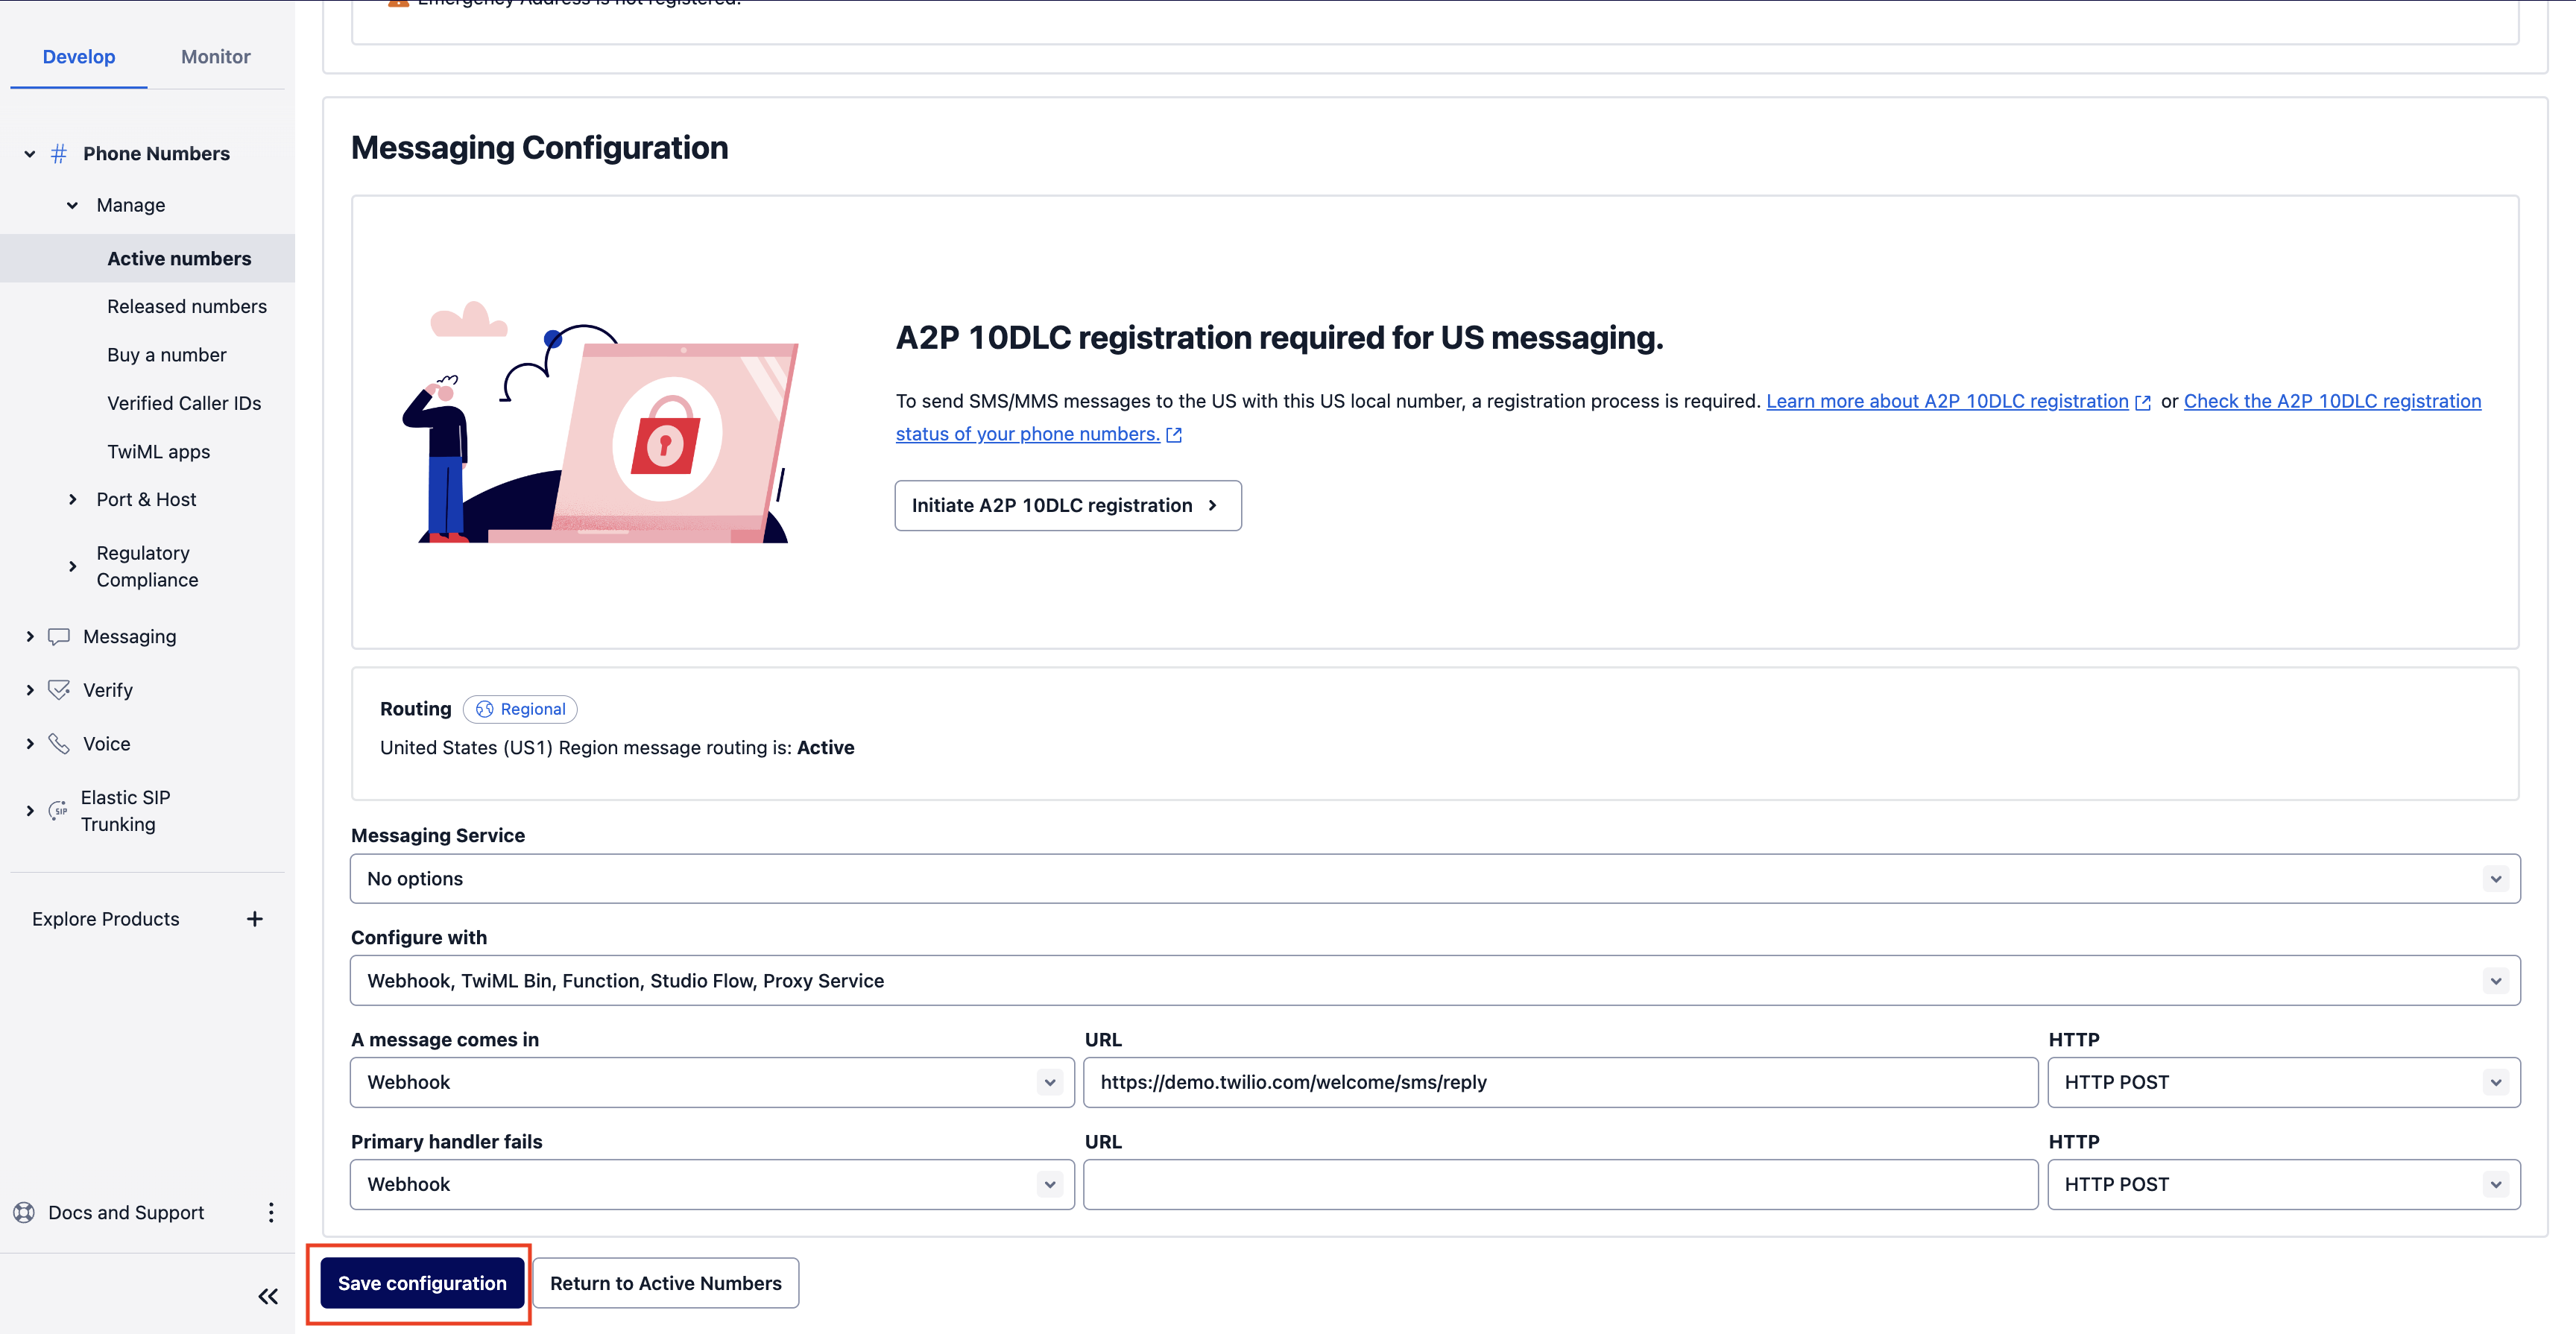 Emergency Address is not registered.
Develop
Monitor
Phone Numbers
Manage
Active numbers
Released numbers
Buy a number
Verified Caller IDs
TwiML apps
Port & Host
Regulatory
Compliance
Messaging
Verify
Voice
SIP
Elastic SIP
Trunking
Explore Products
Docs and Support
Messaging Configuration
A2P 10DLC registration required for US messaging.
To send SMS/MMS messages to the US with this US local number, a registration process is required. Learn more about A2P 10DLC registration or Check the A2P 10DLC registration
status of your phone numbers.
Initiate A2P 10DLC registration
Routing Regional
United States (US1) Region message routing is: Active
Messaging Service
No options
Configure with
Webhook, TwiML Bin, Function, Studio Flow, Proxy Service
A message comes in URL HTTP
Webhook https://demo.twilio.com/welcome/sms/reply HTTP POST
Primary handler fails URL HTTP
Webhook HTTP POST
Save configuration Return to Active Numbers